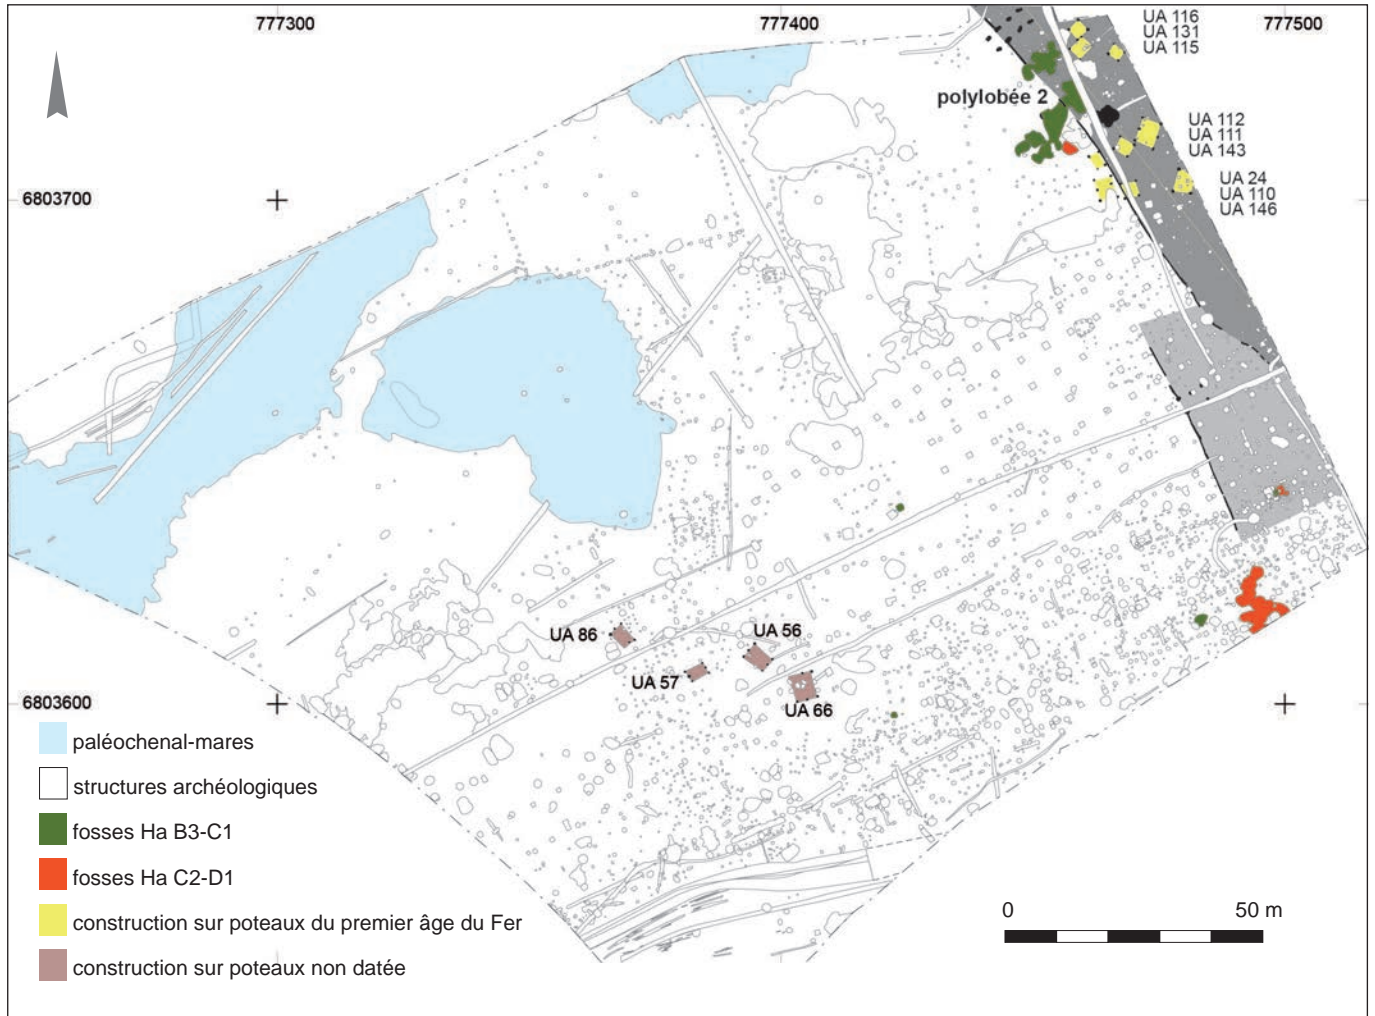 777300
777400
777500
UA 116
UA 131
UA 115
polylobée 2
UA 112
UA 111
UA 143
UA 24
UA 110
UA 146
6803700
UA 86
UA 56
UA 57
UA 66
6803600
paléochenal-mares
structures archéologiques
fosses Ha B3-C1
fosses Ha C2-D1
construction sur poteaux du premier âge du Fer
construction sur poteaux non datée
0 50 m